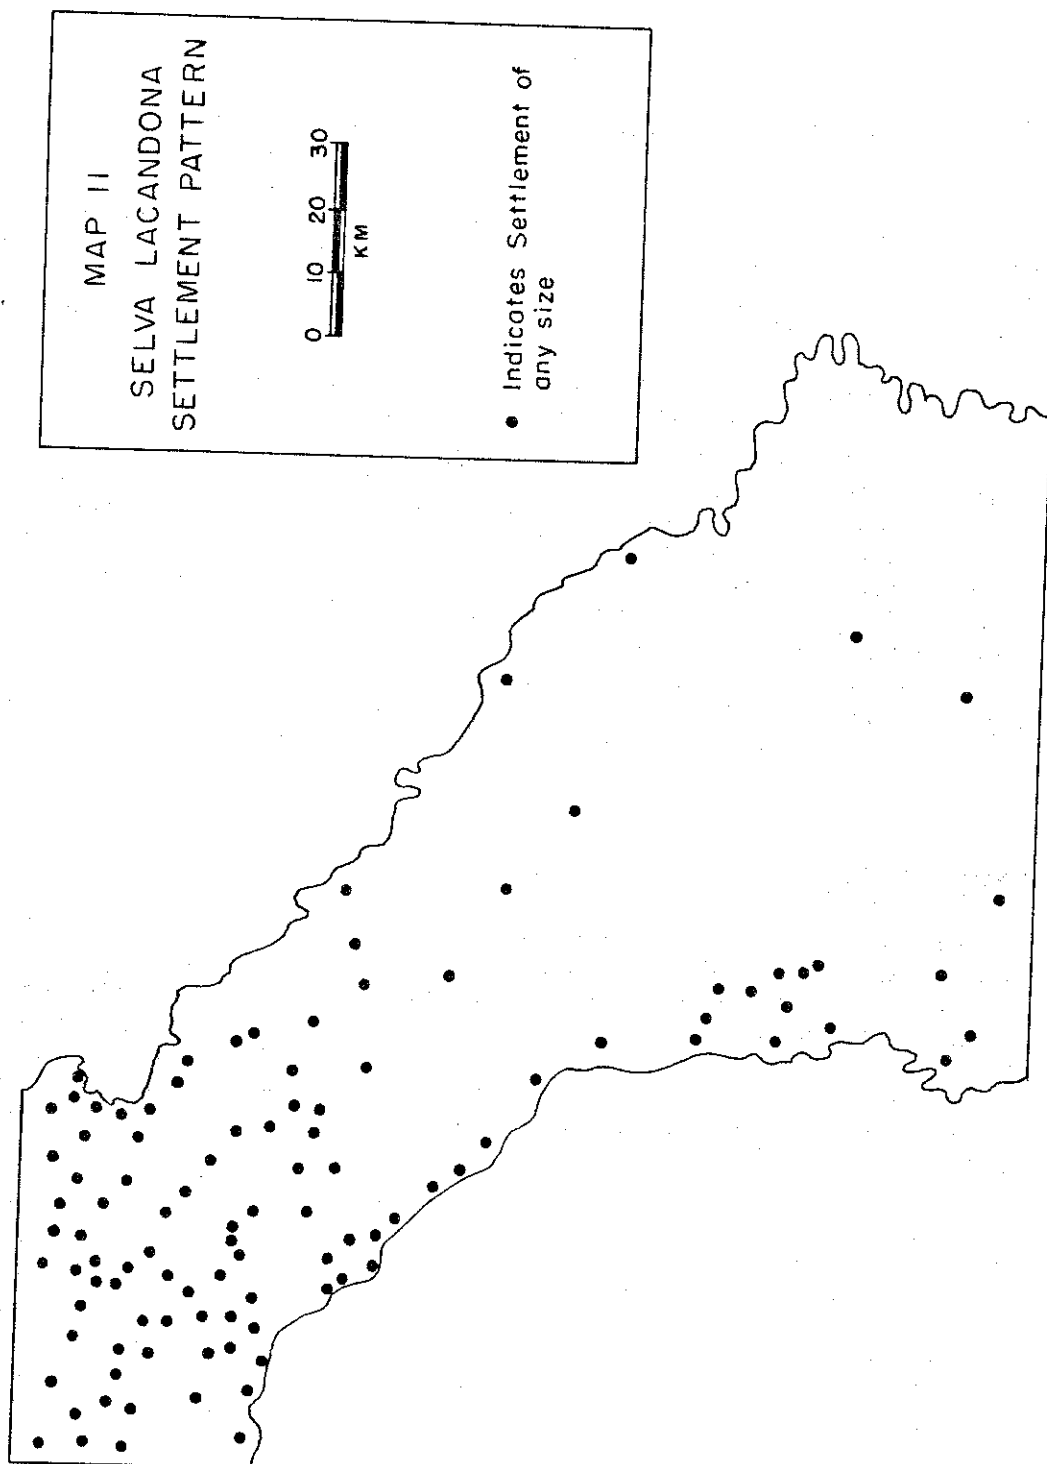 MAP II
SELVA LACANDONA
SETTLEMENT PATTERN
0 10 20 30
KM
Indicates Settlement of
any size